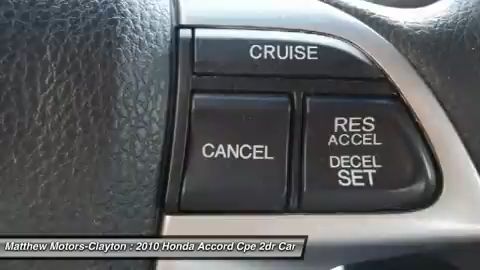 CRUISE
CANCEL
RES
ACCEL
DECEL
SET
Matthew Motors-Clayton : 2010 Honda Accord Cpe 2dr Car